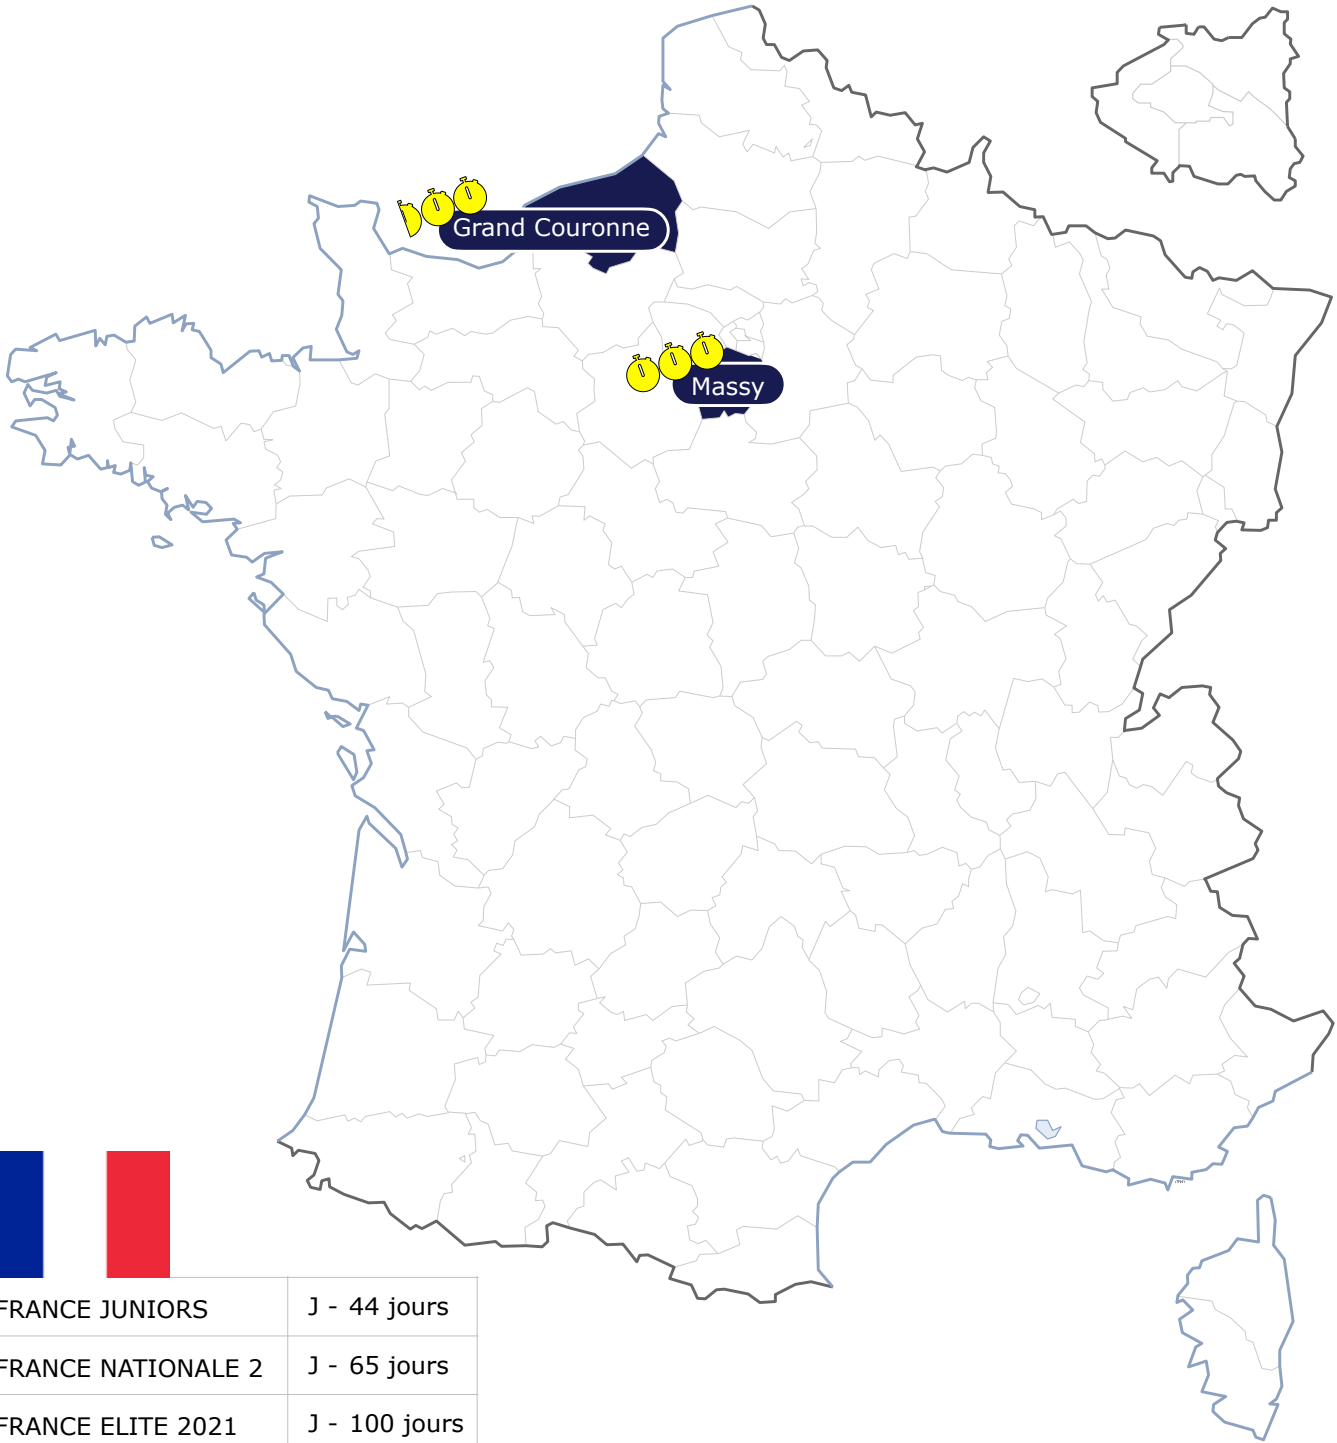 Grand Couronne
Massy
FRANCE JUNIORS J - 44 jours
FRANCE NATIONALE 2 J - 65 jours
FRANCE ELITE 2021 J - 100 jours